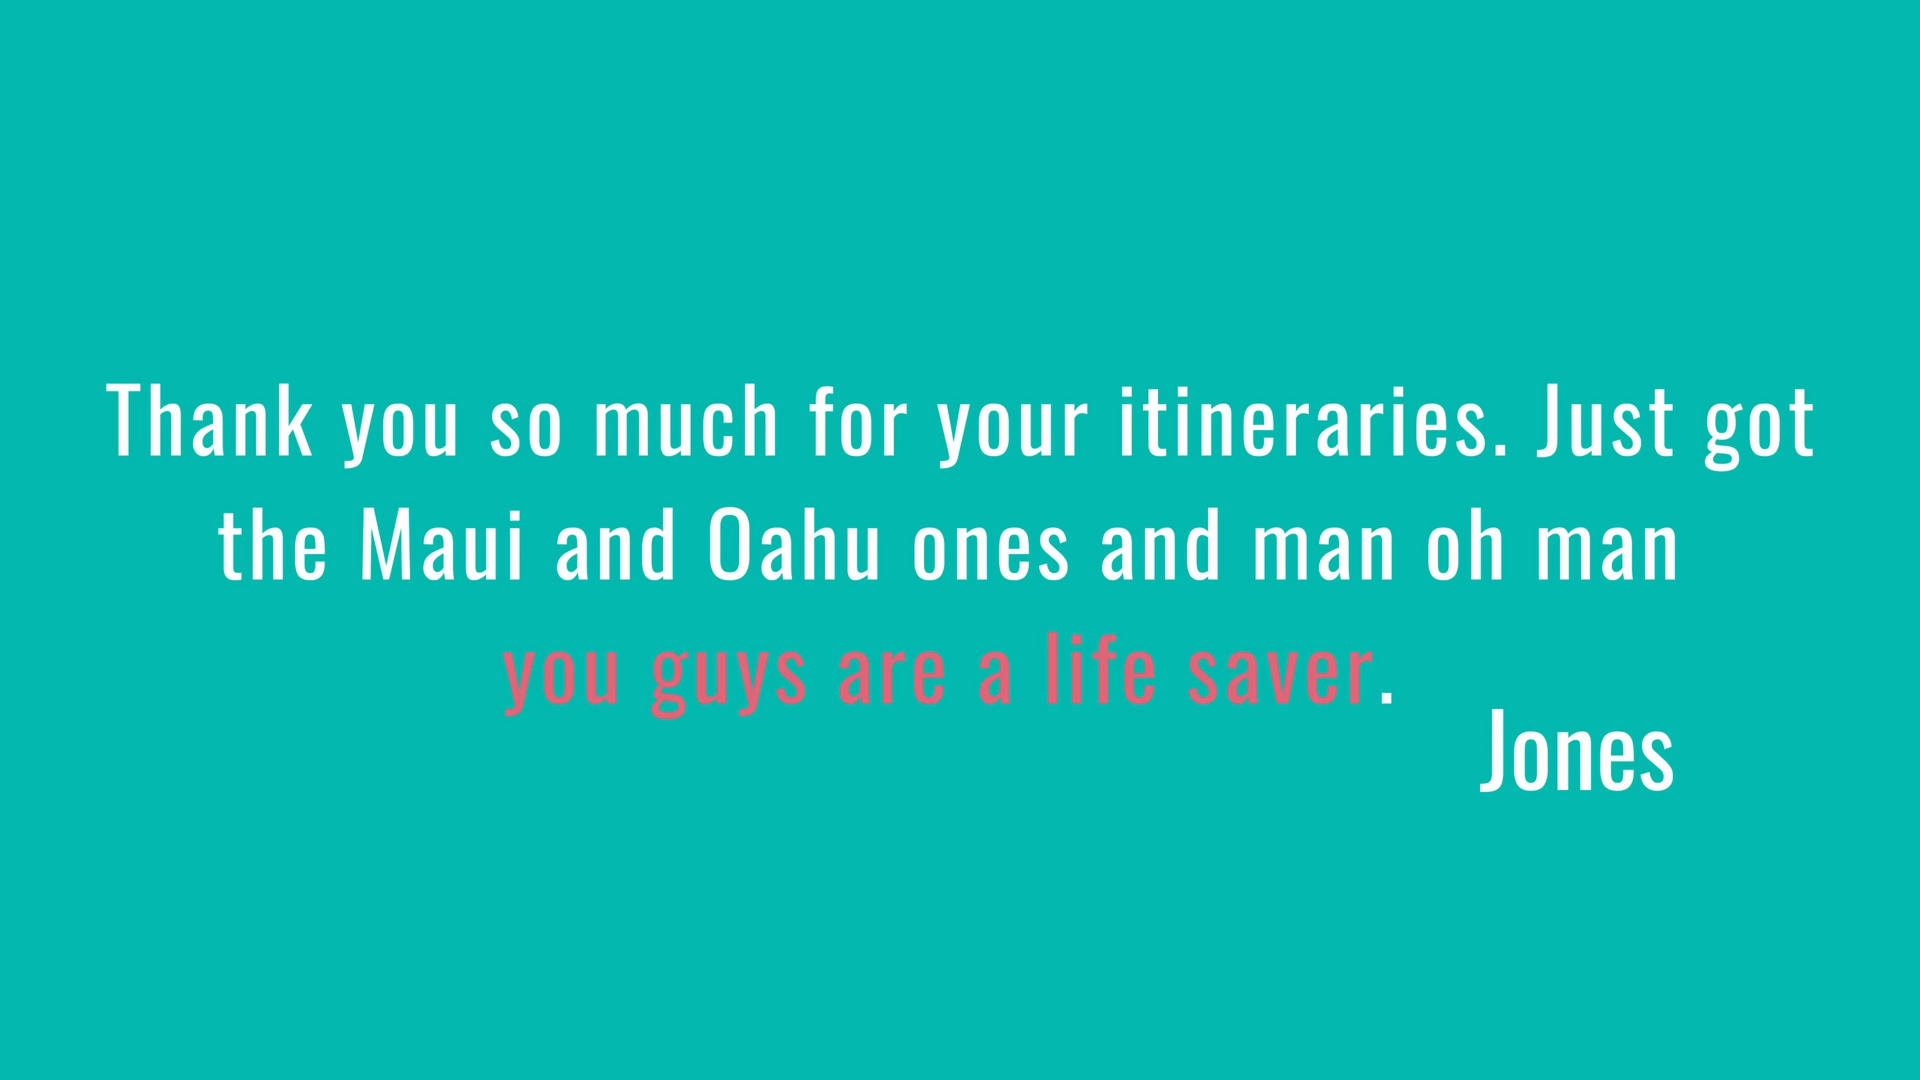 Thank you so much for your itineraries. Just got
the Maui and Oahu ones and man oh man
you guys are a life saver.
Jones